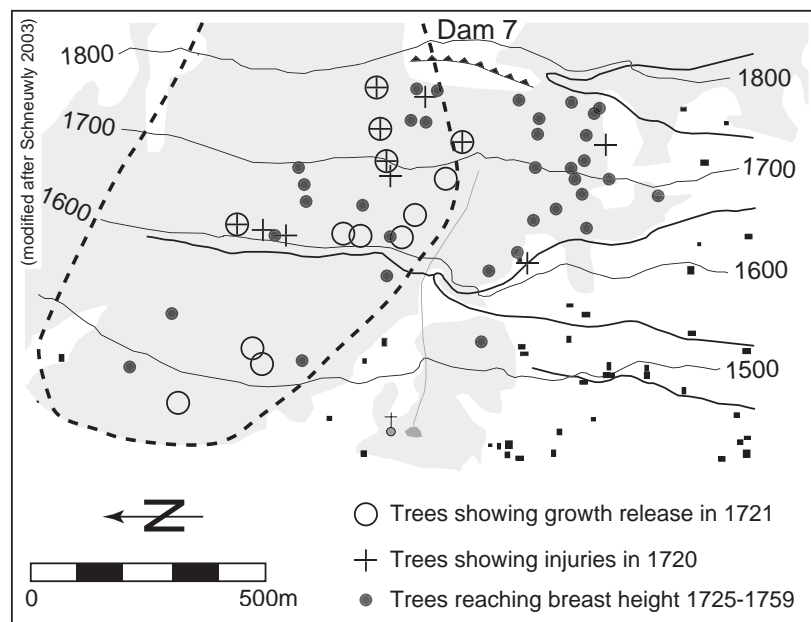 Dam 7
1800
1800
1700
1700
1600
1600
1500
(modified after Schneuwly 2003)
N
Trees showing growth release in 1721
Trees showing injuries in 1720
0
500m
Trees reaching breast height 1725-1759